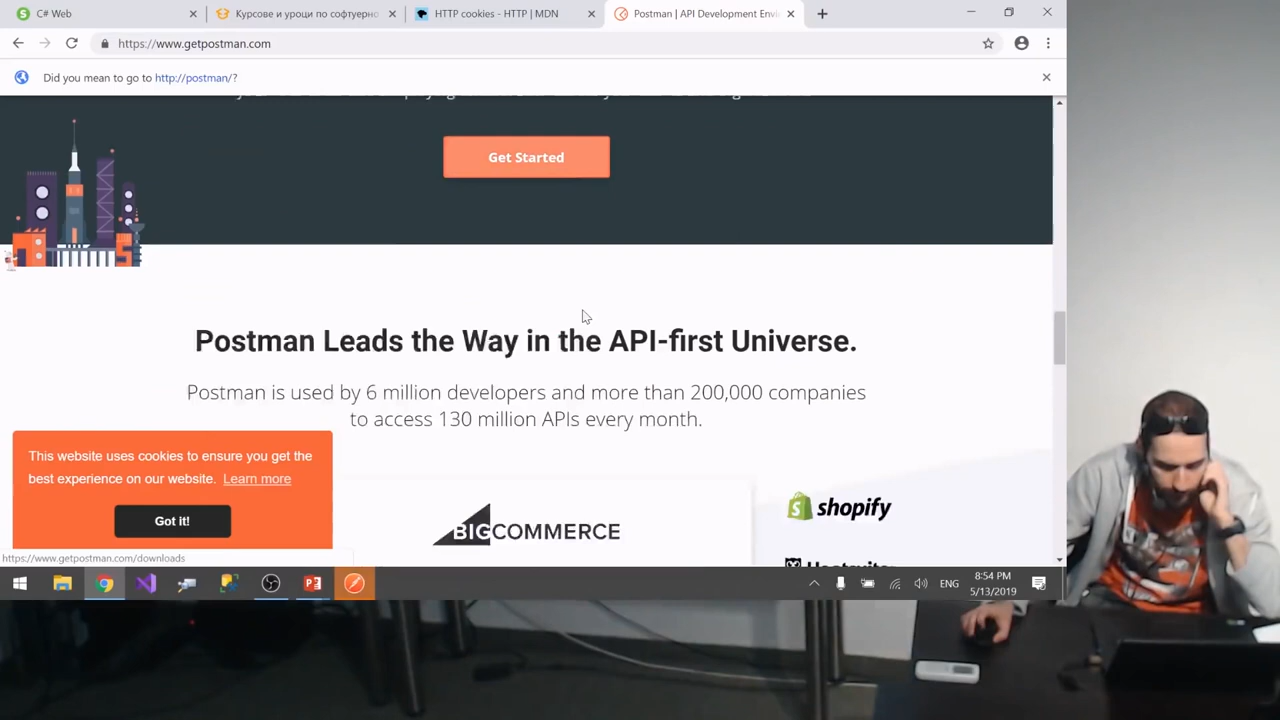 C# Web
Курсове и уроци по софтуерно
HTTP cookies - HTTP | MDN
Postman | API Development Envi
https://www.getpostman.com
Did you mean to go to http://postman/?
Get Started
Postman Leads the Way in the API-first Universe.
Postman is used by 6 million developers and more than 200,000 companies
to access 130 million APIs every month.
This website uses cookies to ensure you get the
best experience on our website. Learn more
Got it!
BIGCOMMERCE
shopify
https://www.getpostman.com/downloads
ENG
8:54 PM
5/13/2019